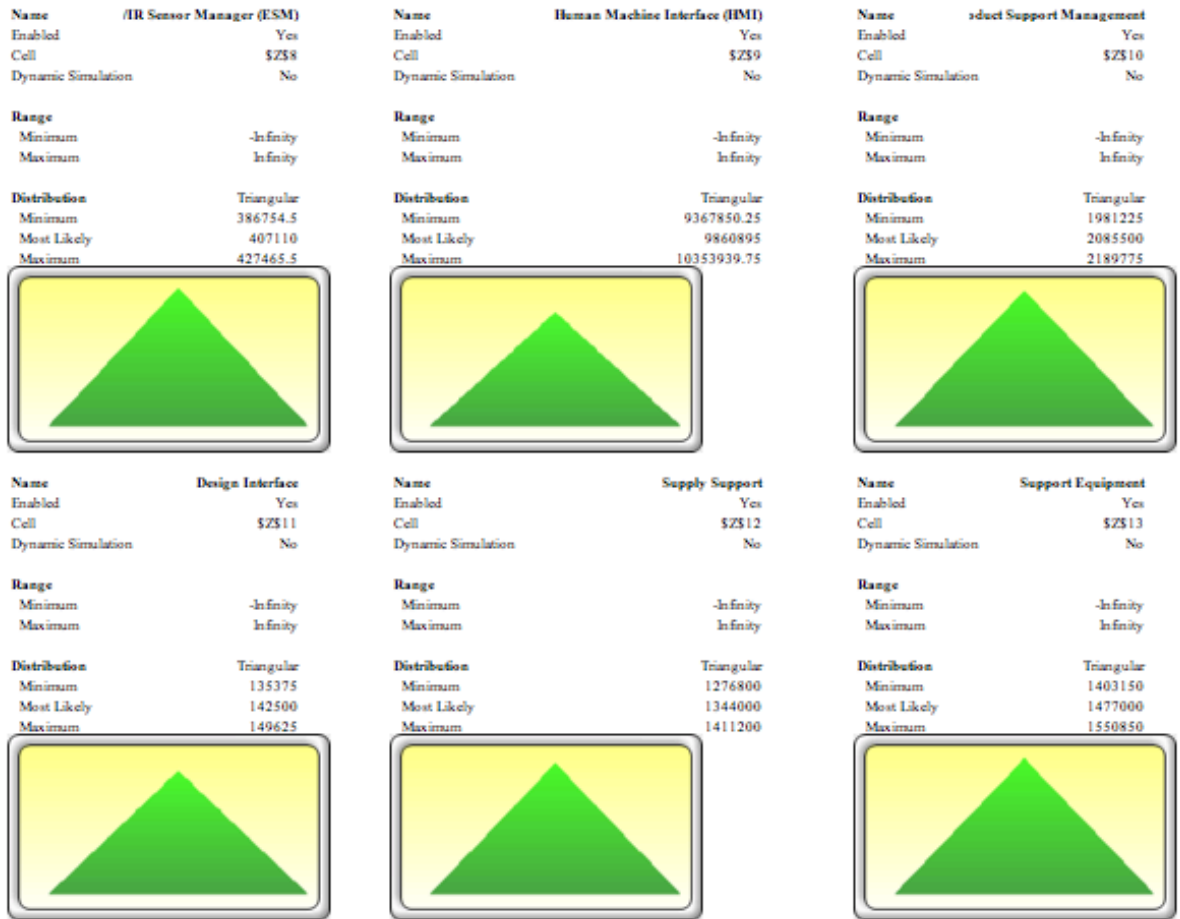 Name /IR Sensor Manager (ESM)
Enabled Yes
Cell $Z$8
Dynamic Simulation No
Range
Minimum -Infinity
Maximum Infinity
Distribution Triangular
Minimum 386754.5
Most Likely 407110
Maximum 427465.5
Name Human Machine Interface (HMI)
Enabled Yes
Cell $Z$9
Dynamic Simulation No
Range
Minimum -Infinity
Maximum Infinity
Distribution Triangular
Minimum 9367850.25
Most Likely 9860895
Maximum 10353939.75
Name oduct Support Management
Enabled Yes
Cell $Z$10
Dynamic Simulation No
Range
Minimum -Infinity
Maximum Infinity
Distribution Triangular
Minimum 1981225
Most Likely 2085500
Maximum 2189775
Name Design Interface
Enabled Yes
Cell $Z$11
Dynamic Simulation No
Range
Minimum -Infinity
Maximum Infinity
Distribution Triangular
Minimum 135375
Most Likely 142500
Maximum 149625
Name Supply Support
Enabled Yes
Cell $Z$12
Dynamic Simulation No
Range
Minimum -Infinity
Maximum Infinity
Distribution Triangular
Minimum 1276800
Most Likely 1344000
Maximum 1411200
Name Support Equipment
Enabled Yes
Cell $Z$13
Dynamic Simulation No
Range
Minimum -Infinity
Maximum Infinity
Distribution Triangular
Minimum 1403150
Most Likely 1477000
Maximum 1550850